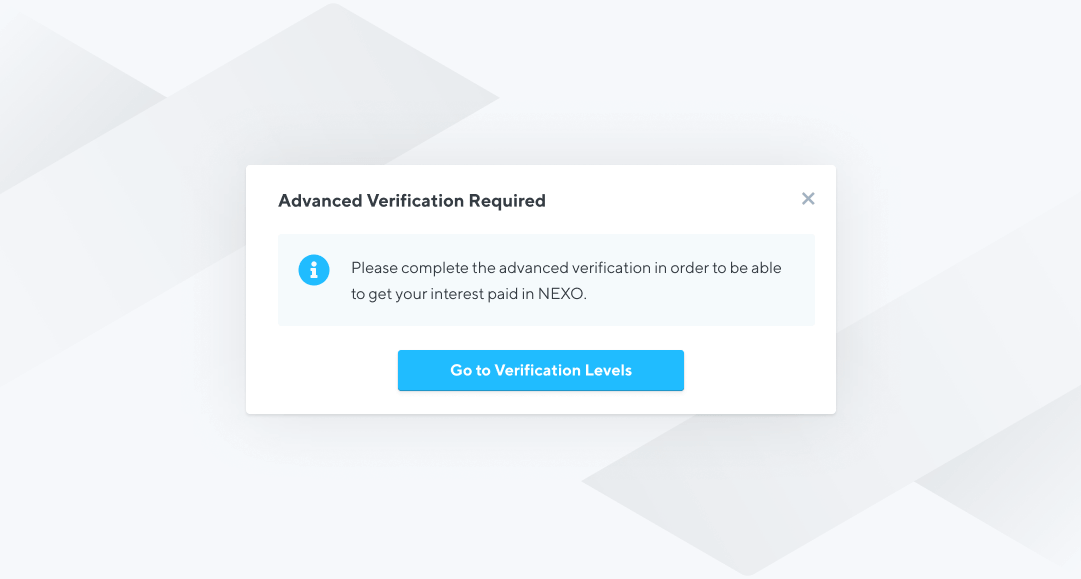 Advanced Verification Required
Please complete the advanced verification in order to be able
to get your interest paid in NEXO.
Go to Verification Levels